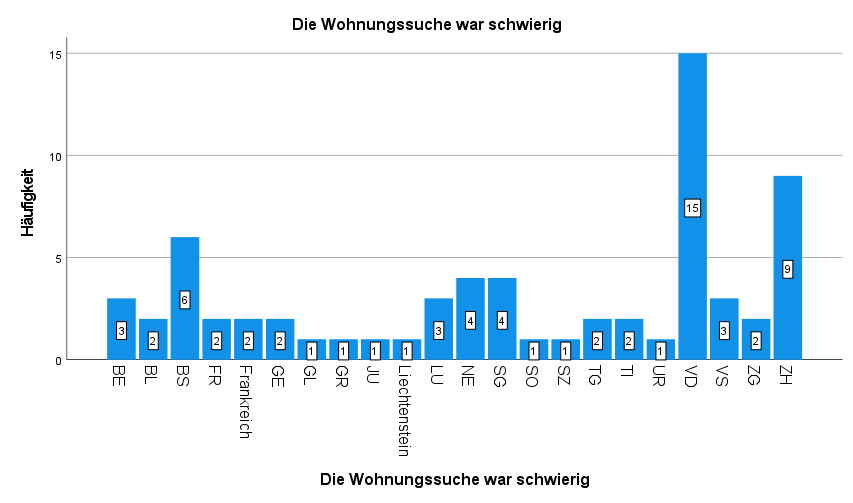 Die Wohnungssuche war schwierig
Häufigkeit
15
10
5
0
3
2
6
2
2
2
1
1
1
1
3
4
4
1
1
2
2
1
15
3
2
9
BE
BL
BS
FR
Frankreich
GE
GL
GR
JU
Liechtenstein
LU
NE
SG
SO
SZ
TG
TI
UR
VD
VS
ZG
ZH
Die Wohnungssuche war schwierig